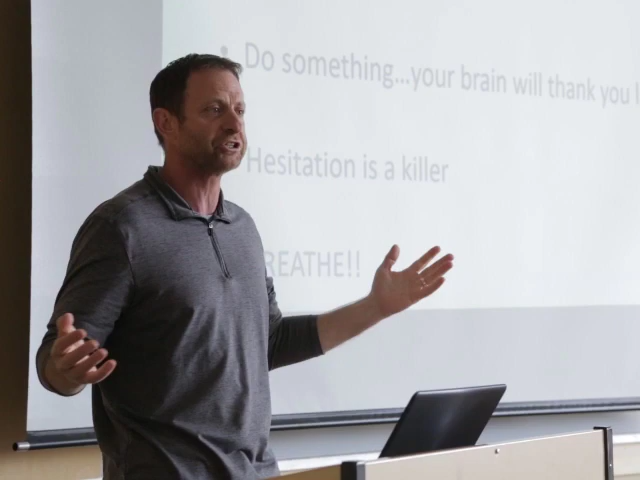 • Do something...your brain will thank you
• Hesitation is a killer
REATHE!!